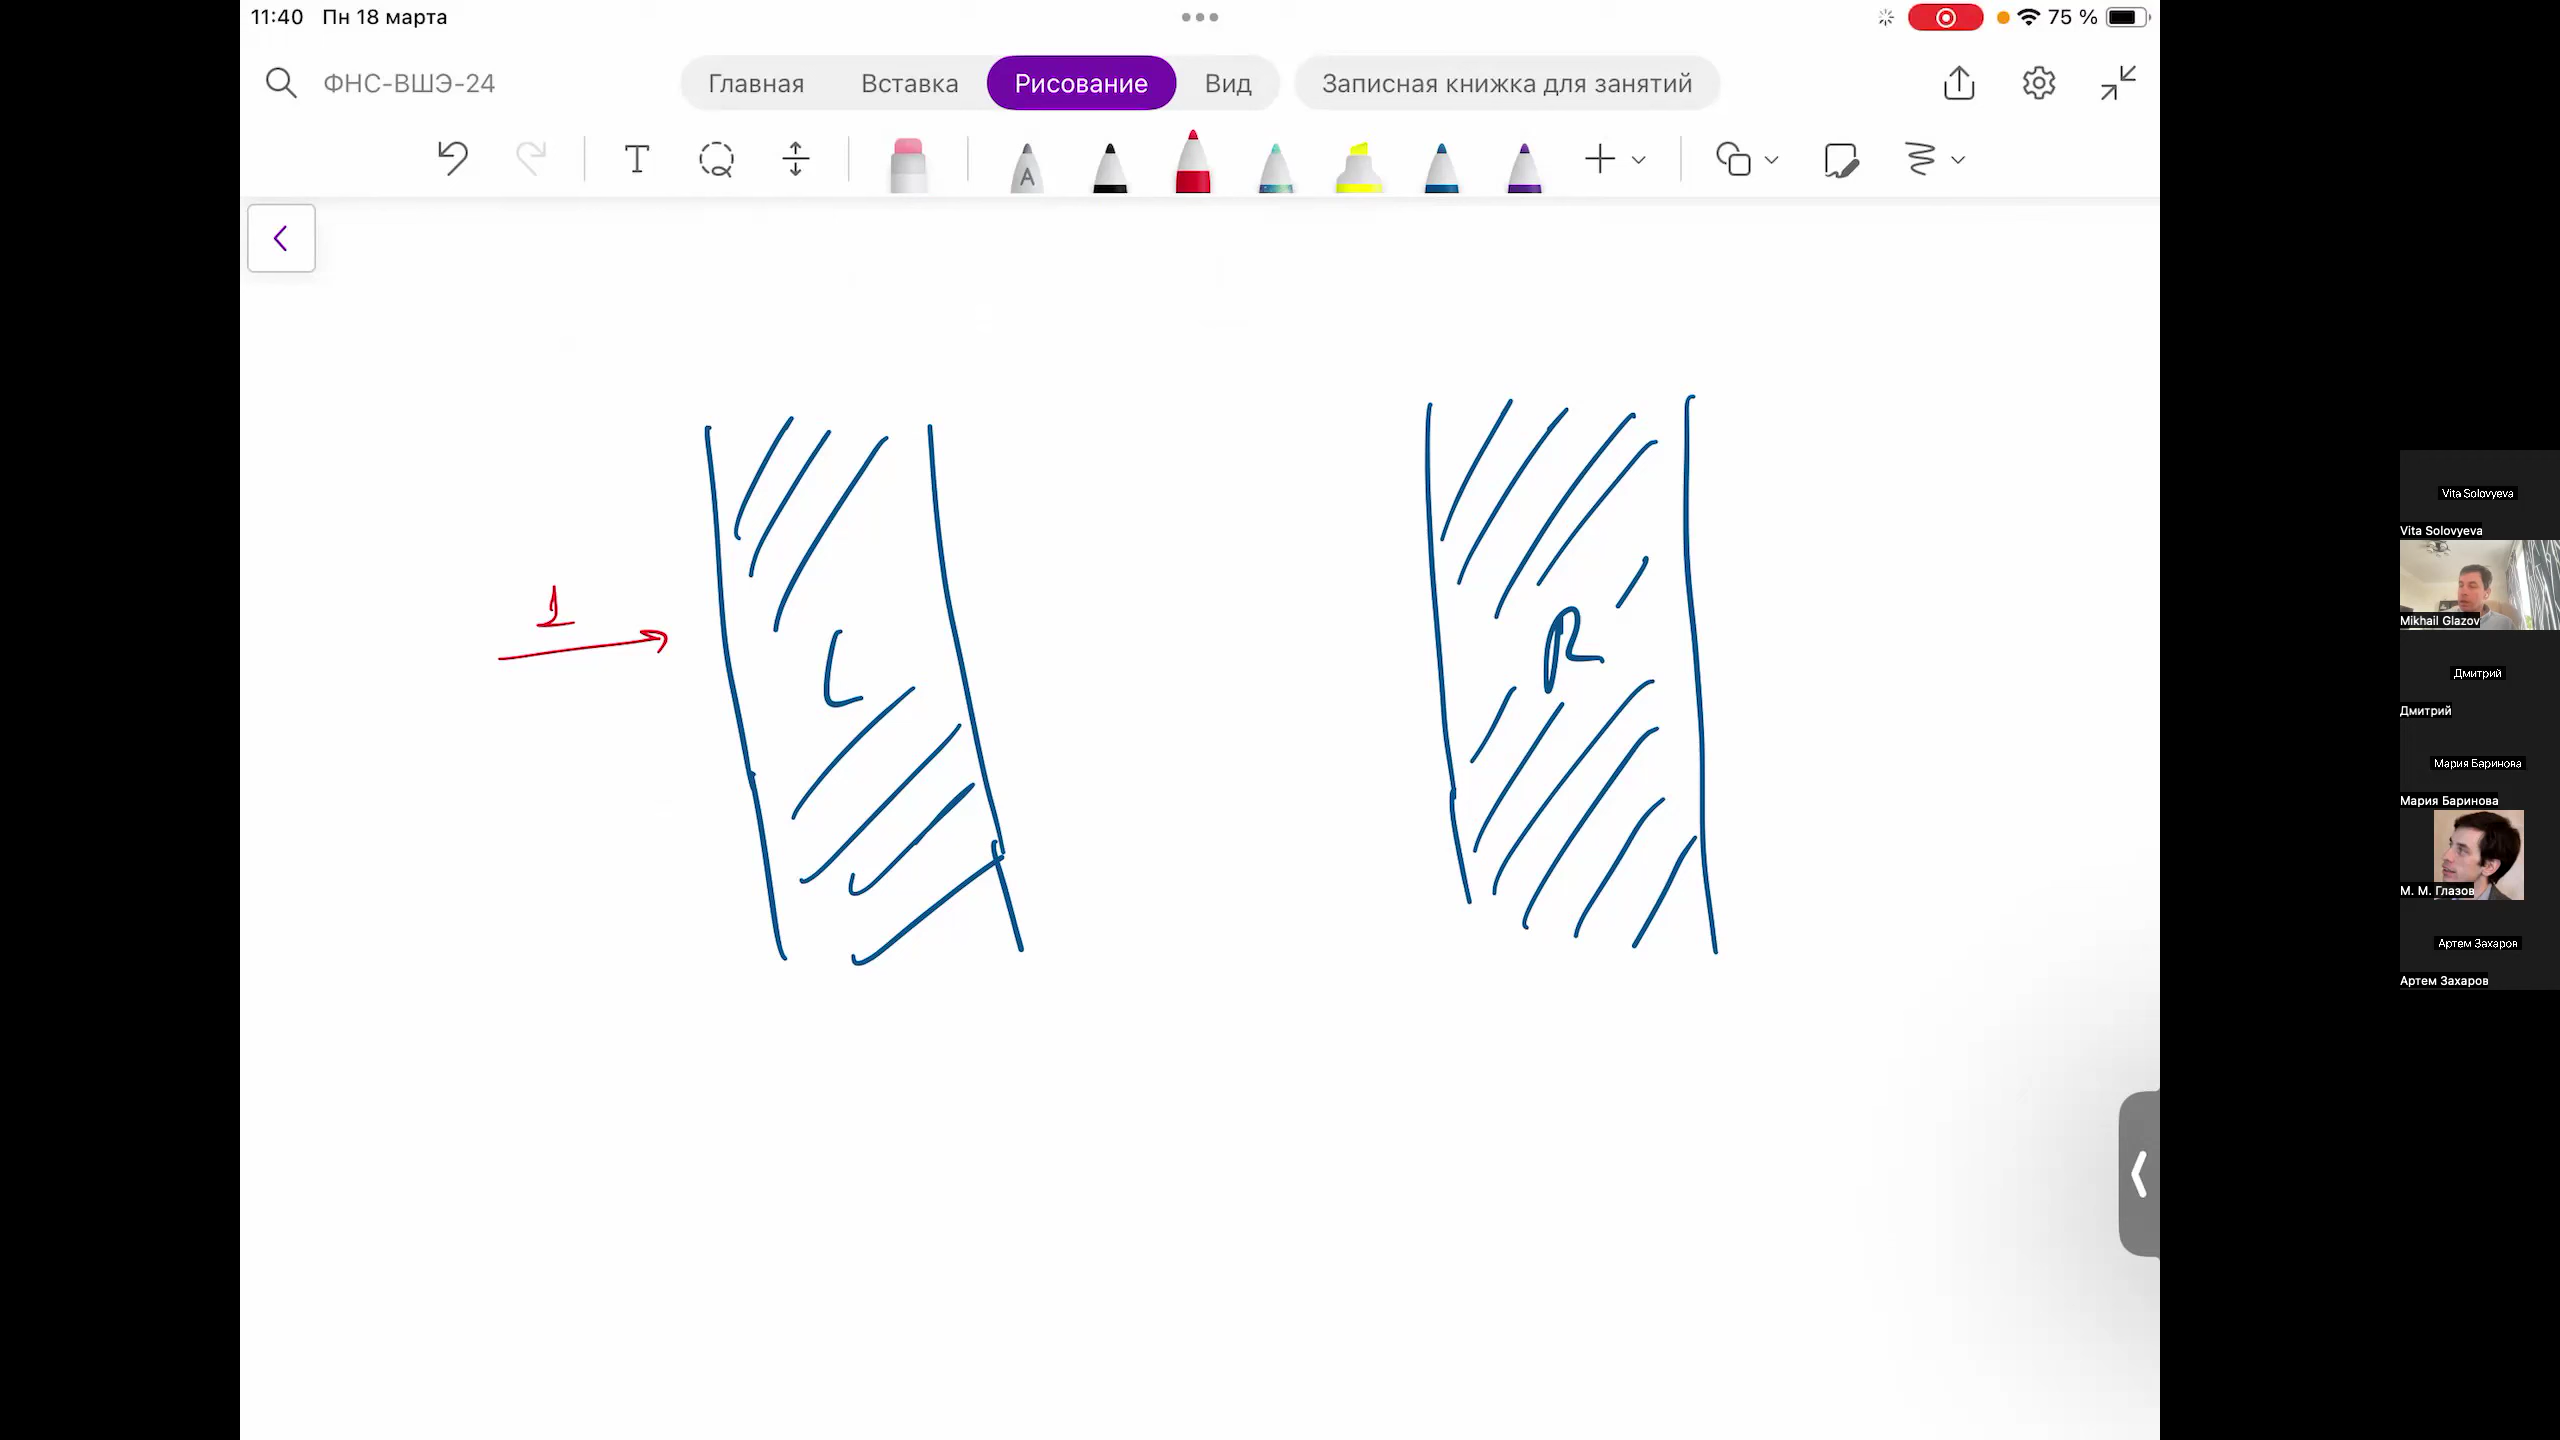 11:40 Пн 18 марта 75 %
ФНС-ВШЭ-24 Главная Вставка Рисование Вид Записная книжка для занятий
T A
1
L
R
Vita Solovyeva
Vita Solovyeva
Mikhail Glazov
Дмитрий
Дмитрий
Мария Баринова
Мария Баринова
М. М. Глазов
Артем Захаров
Артем Захаров